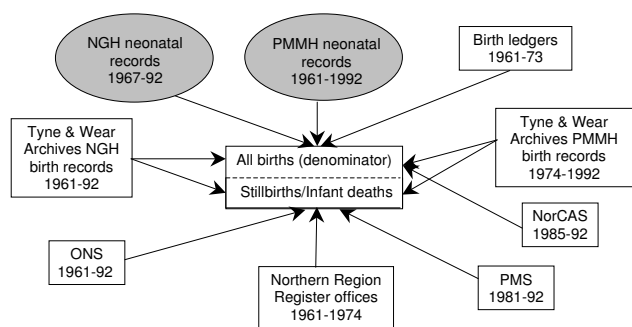 NGH neonatal
records
1967-92
PMMH neonatal
records
1961-1992
Birth ledgers
1961-73
Tyne & Wear
Archives NGH
birth records
1961-92
All births (denominator)
Stillbirths/Infant deaths
Tyne & Wear
Archives PMMH
birth records
1974-1992
NorCAS
1985-92
ONS
1961-92
Northern Region
Register offices
1961-1974
PMS
1981-92